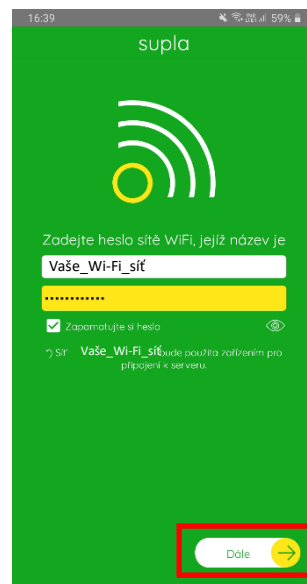 16:39 59%
supla
Zadejte heslo sítě WiFi, jejíž název je
Vaše_Wi-Fi_síť
............
Zapamatujte si heslo
*) Síť Vaše_Wi-Fi_síť bude použita zařízením pro
připojení k serveru.
Dále